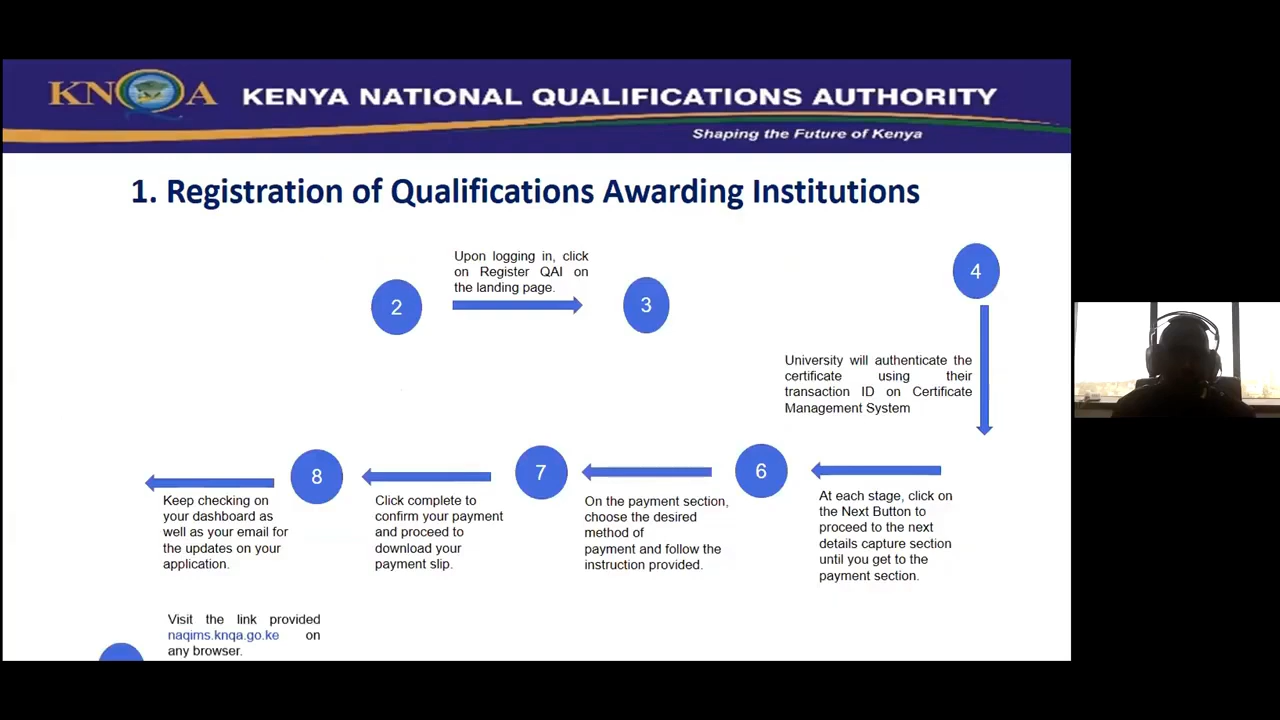 KNQA KENYA NATIONAL QUALIFICATIONS AUTHORITY
Shaping the Future of Kenya
1. Registration of Qualifications Awarding Institutions
2
Upon logging in, click
on Register QAI on
the landing page.
3
4
University will authenticate the
certificate using their
transaction ID on Certificate
Management System
6
At each stage, click on
the Next Button to
proceed to the next
details capture section
until you get to the
payment section.
7
On the payment section,
choose the desired
method of
payment and follow the
instruction provided.
8
Click complete to
confirm your payment
and proceed to
download your
payment slip.
Keep checking on
your dashboard as
well as your email for
the updates on your
application.
Visit the link provided
naqims.knqa.go.ke on
any browser.